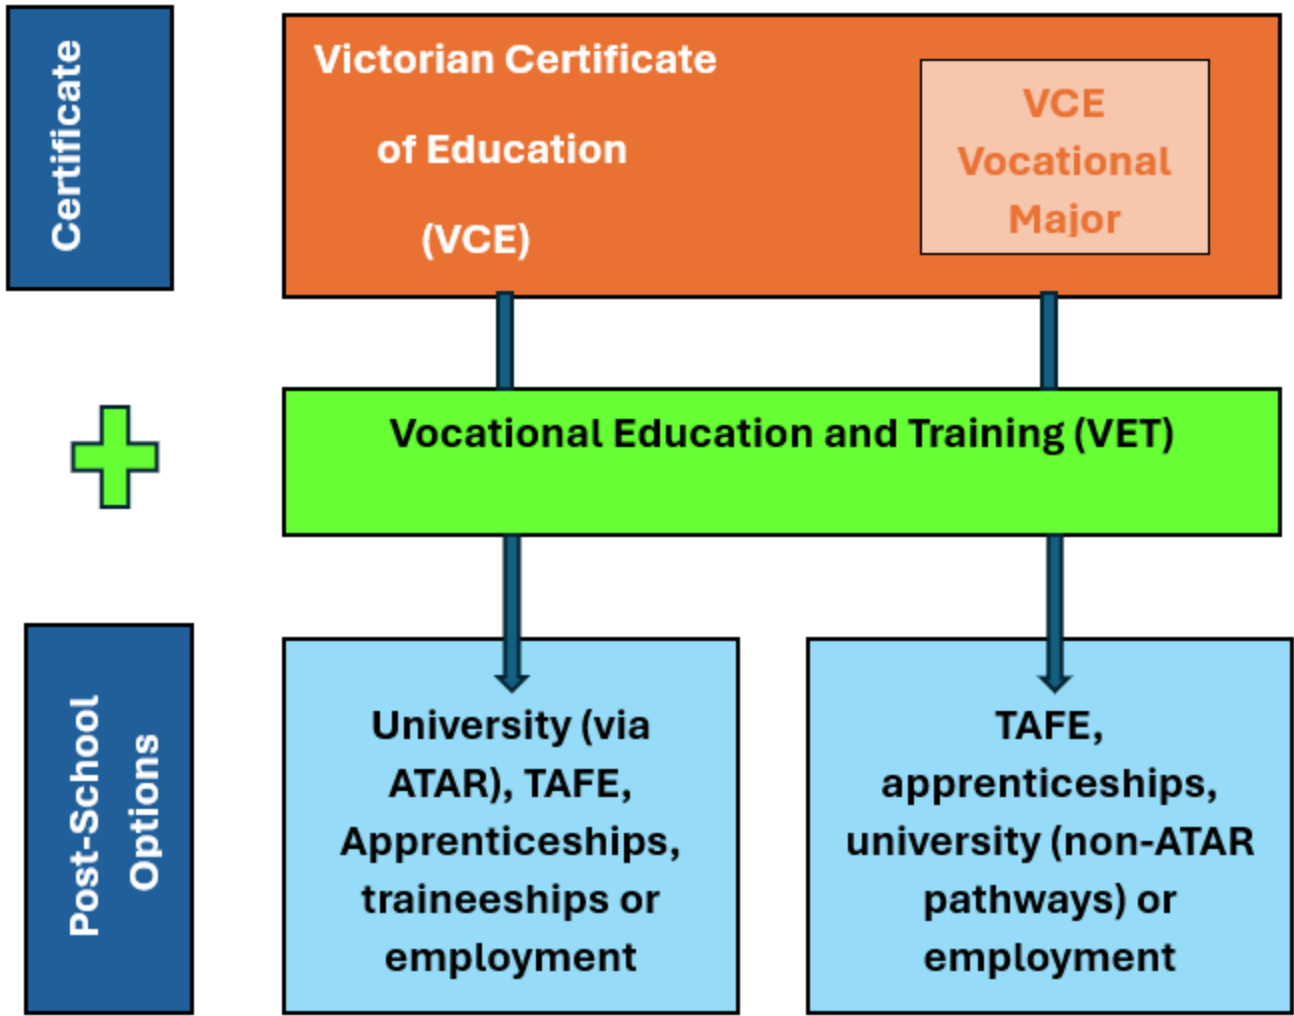 Certificate
Victorian Certificate
of Education
(VCE)
VCE
Vocational
Major
Vocational Education and Training (VET)
Post-School
Options
University (via
ATAR), TAFE,
Apprenticeships,
traineeships or
employment
TAFE,
apprenticeships,
university (non-ATAR
pathways) or
employment